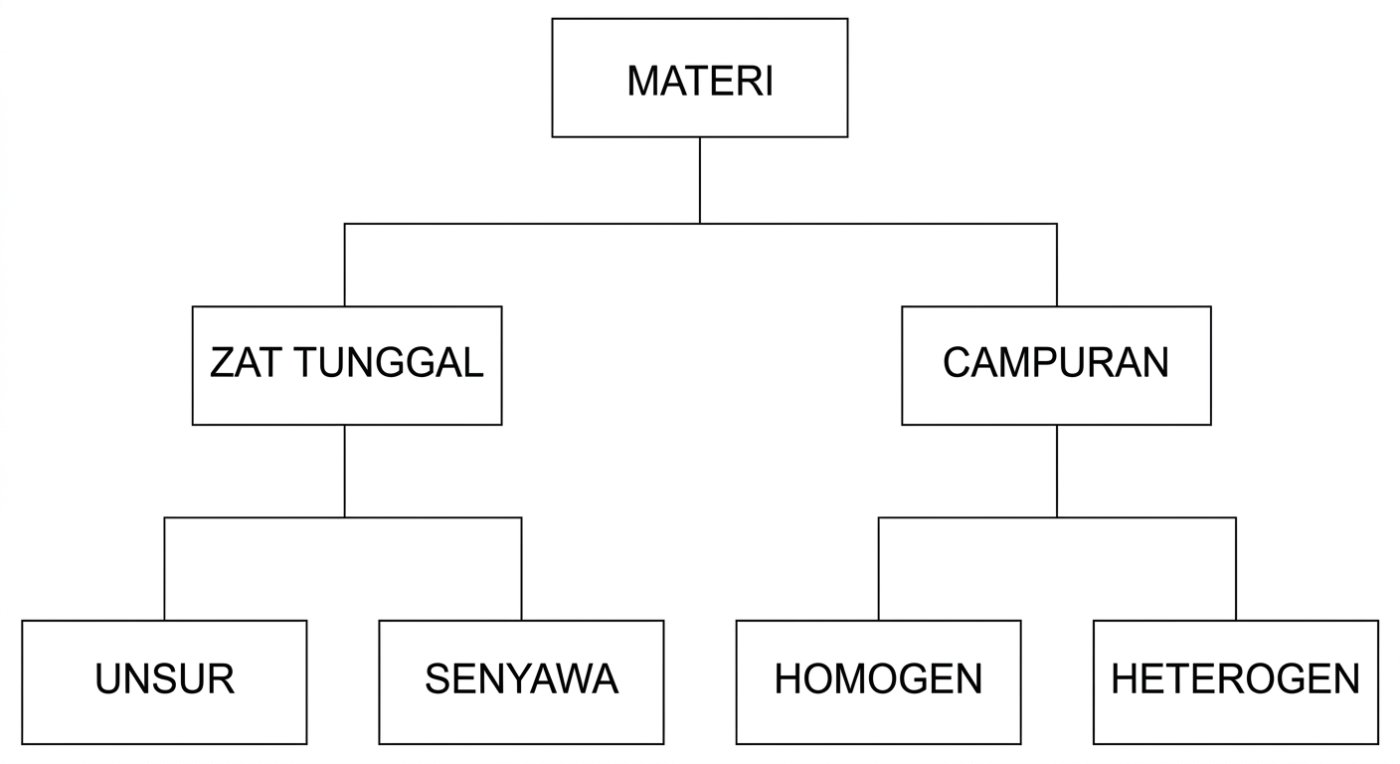 MATERI
ZAT TUNGGAL
CAMPURAN
UNSUR
SENYAWA
HOMOGEN
HETEROGEN